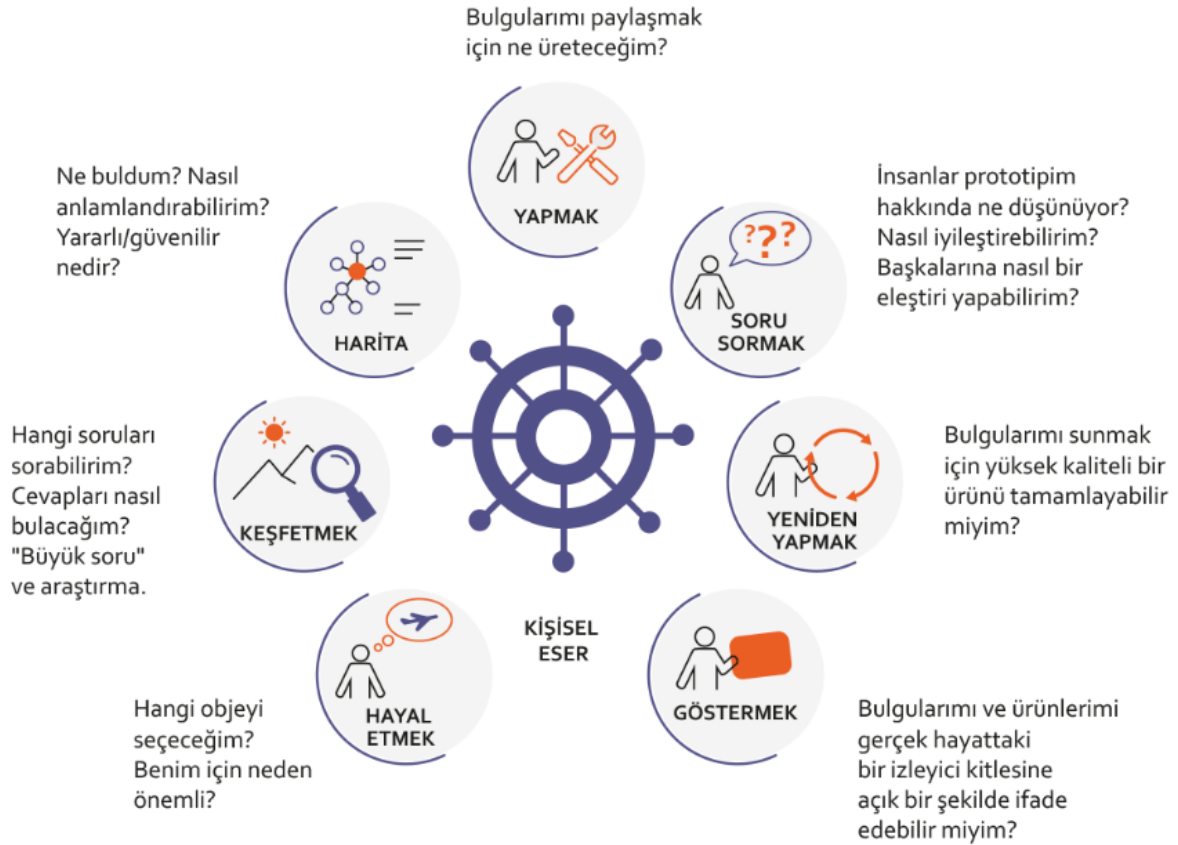 Bulgularımı paylaşmak
için ne üreteceğim?
YAPMAK
Ne buldum? Nasıl
anlamlandırabilirim?
Yararlı/güvenilir
nedir?
HARİTA
İnsanlar prototipim
hakkında ne düşünüyor?
Nasıl iyileştirebilirim?
Başkalarına nasıl bir
eleştiri yapabilirim?
???
SORU
SORMAK
Hangi soruları
sorabilirim?
Cevapları nasıl
bulacağım?
"Büyük soru"
ve araştırma.
KEŞFETMEK
Bulgularımı sunmak
için yüksek kaliteli bir
ürünü tamamlayabilir
miyim?
YENİDEN
YAPMAK
KİŞİSEL
ESER
Hangi objeyi
seçeceğim?
Benim için neden
önemli?
HAYAL
ETMEK
GÖSTERMEK
Bulgularımı ve ürünlerimi
gerçek hayattaki
bir izleyici kitlesine
açık bir şekilde ifade
edebilir miyim?